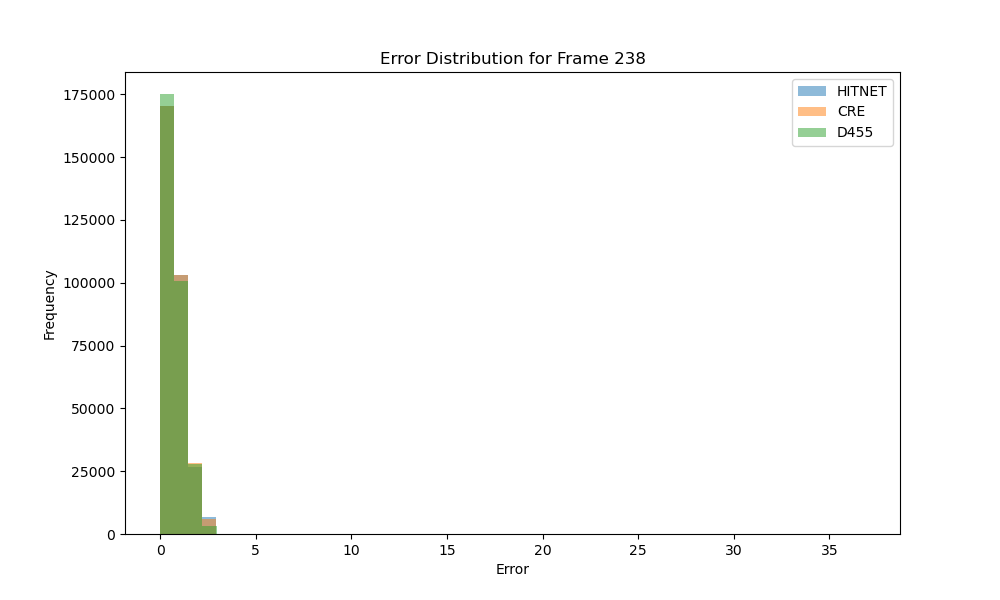 Error Distribution for Frame 238
HITNET
CRE
D455
175000
150000
125000
100000
75000
50000
25000
0
Frequency
0 5 10 15 20 25 30 35
Error